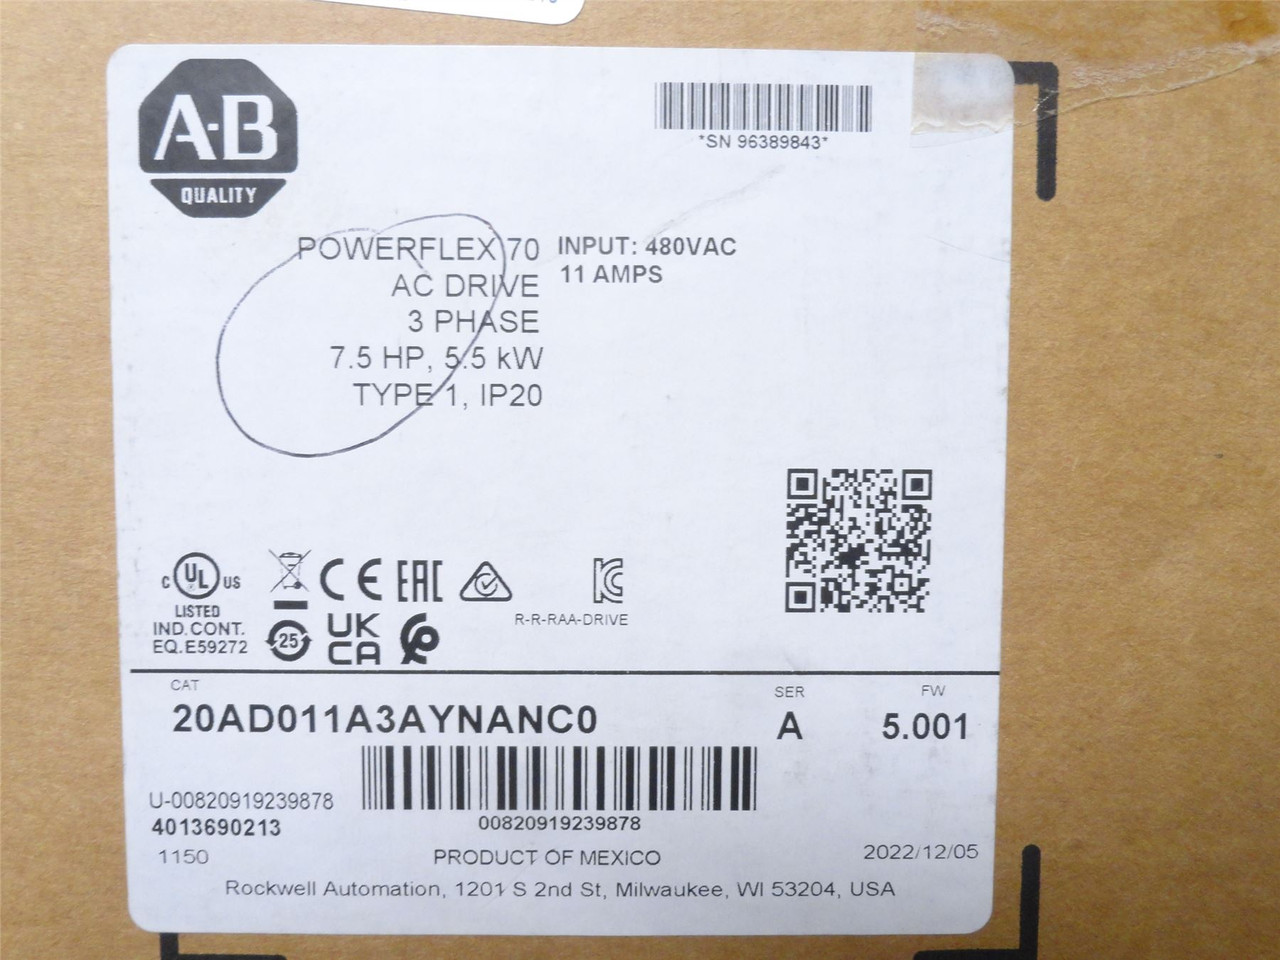 A-B
QUALITY
*SN 96389843*
POWERFLEX 70
AC DRIVE
3 PHASE
7.5 HP, 5.5 kW
TYPE 1, IP20
INPUT: 480VAC
11 AMPS
C UL US
LISTED
IND. CONT.
EQ. E59272
CE
EAC
25
UK
CA
KC
R-R-RAA-DRIVE
CAT
20AD011A3AYNANC0
SER
A
FW
5.001
U-00820919239878
4013690213
00820919239878
1150
PRODUCT OF MEXICO
2022/12/05
Rockwell Automation, 1201 S 2nd St, Milwaukee, WI 53204, USA